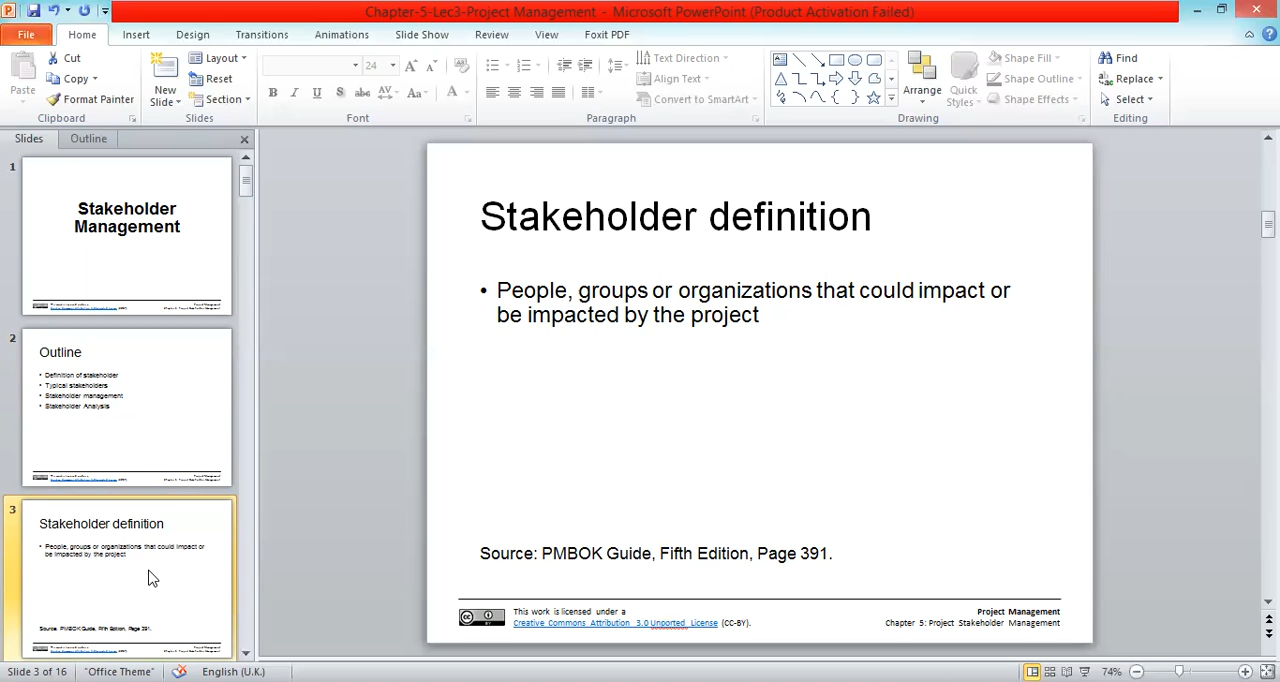 Chapter-5-Lec3-Project Management - Microsoft PowerPoint (Product Activation Failed)
File Home Insert Design Transitions Animations Slide Show Review View Foxit PDF
Paste
Cut
Copy
Format Painter
Clipboard
New
Slide
Layout
Reset
Section
Slides
24
Font
Text Direction
Align Text
Convert to SmartArt
Paragraph
Arrange
Quick
Styles
Shape Fill
Shape Outline
Shape Effects
Drawing
Find
Replace
Select
Editing
Slides Outline
1
Stakeholder
Management
2
Outline
• Definition of stakeholder
• Typical stakeholders
• Stakeholder management
• Stakeholder Analysis
3
Stakeholder definition
• People, groups or organizations that could impact or
be impacted by the project
Source: PMBOK Guide, Fifth Edition, Page 391.
Stakeholder definition
• People, groups or organizations that could impact or
be impacted by the project
Source: PMBOK Guide, Fifth Edition, Page 391.
This work is licensed under a
Creative Commons Attribution 3.0 Unported License (CC-BY).
Project Management
Chapter 5: Project Stakeholder Management
Slide 3 of 16 "Office Theme" English (U.K.) 74%